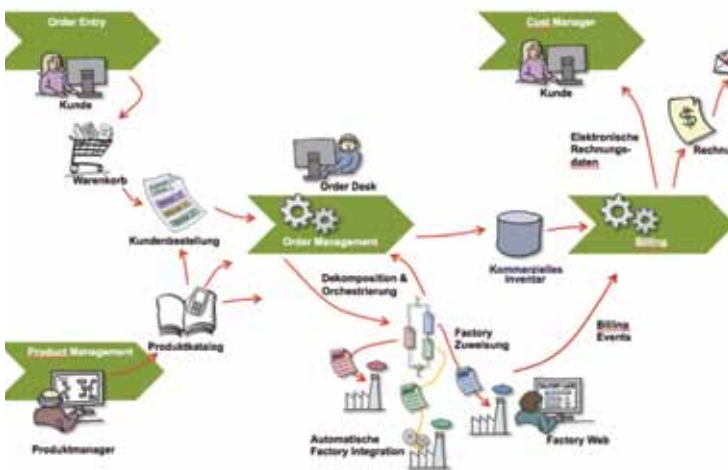 Order Entry
Kunde
Warenkorb
Kundenbestellung
Order Desk
Order Management
Cust Manager
Kunde
Elektronische
Rechnungs-
daten
$
Kommerzielles
Inventar
Billing
Dekomposition &
Orchestrierung
Factory
Zuweisung
Billing
Events
Produktkatalog
Product Management
Produktmanager
Automatische
Factory Integration
Factory Web